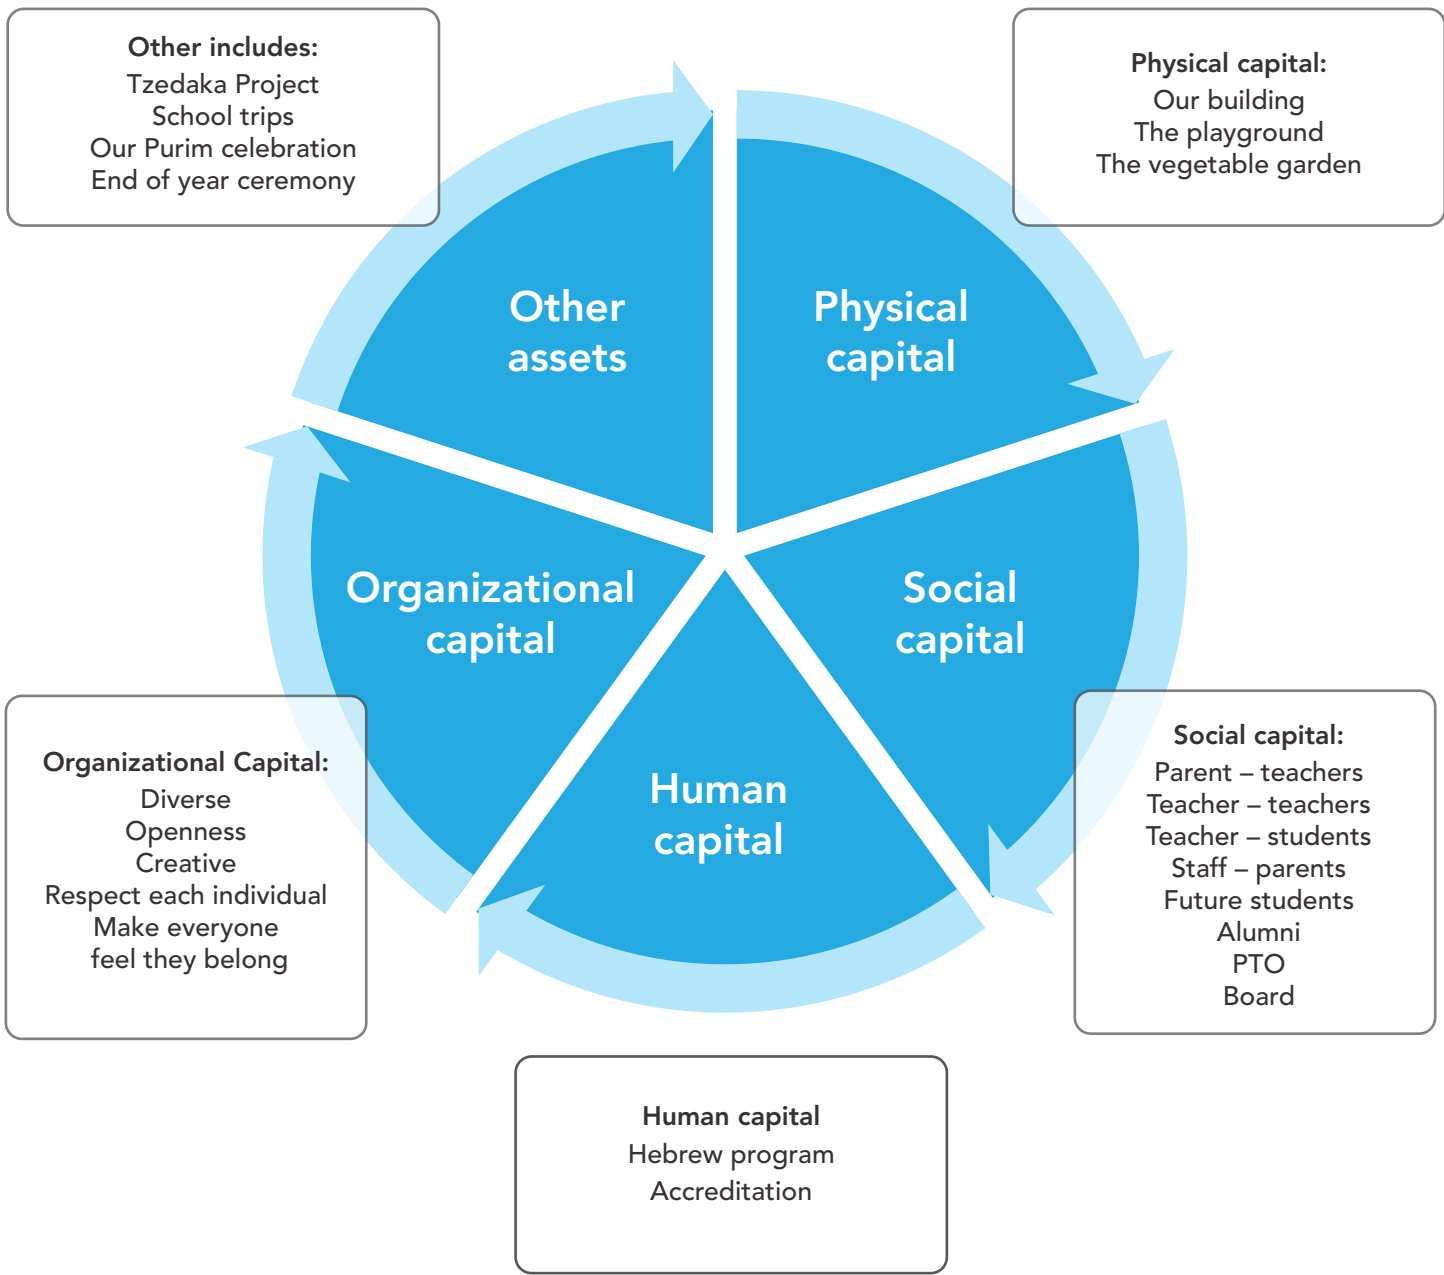 Other includes:
Tzedaka Project
School trips
Our Purim celebration
End of year ceremony
Physical capital:
Our building
The playground
The vegetable garden
Other
assets
Physical
capital
Organizational
capital
Social
capital
Human
capital
Organizational Capital:
Diverse
Openness
Creative
Respect each individual
Make everyone
feel they belong
Social capital:
Parent – teachers
Teacher – teachers
Teacher – students
Staff – parents
Future students
Alumni
PTO
Board
Human capital
Hebrew program
Accreditation